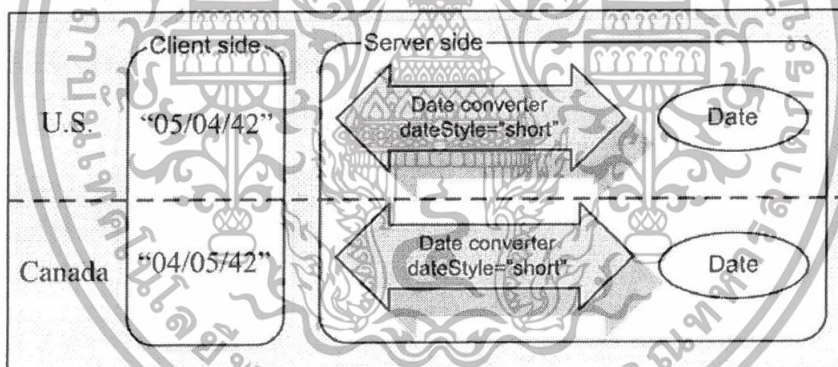 Client side
Server side
U.S.
“05/04/42”
Date converter
dateStyle="short"
Date
Canada
“04/05/42”
Date converter
dateStyle="short"
Date